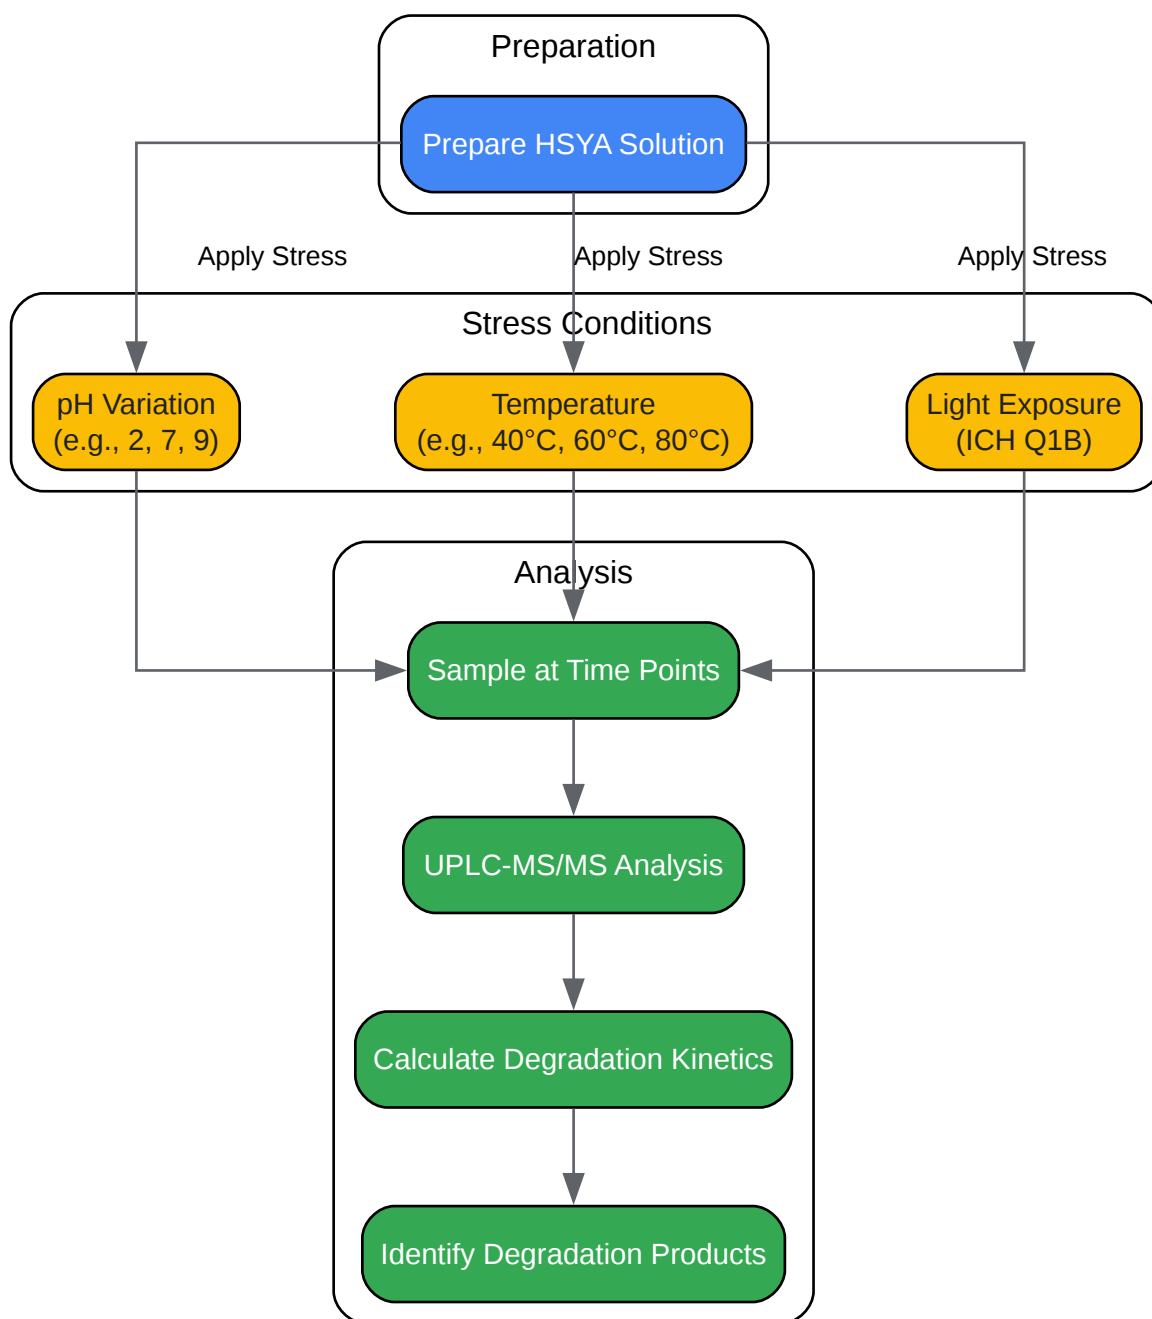 Preparation
Prepare HSYA Solution
Apply Stress
Apply Stress
Apply Stress
Stress Conditions
pH Variation
(e.g., 2, 7, 9)
Temperature
(e.g., 40°C, 60°C, 80°C)
Light Exposure
(ICH Q1B)
Analysis
Sample at Time Points
UPLC-MS/MS Analysis
Calculate Degradation Kinetics
Identify Degradation Products